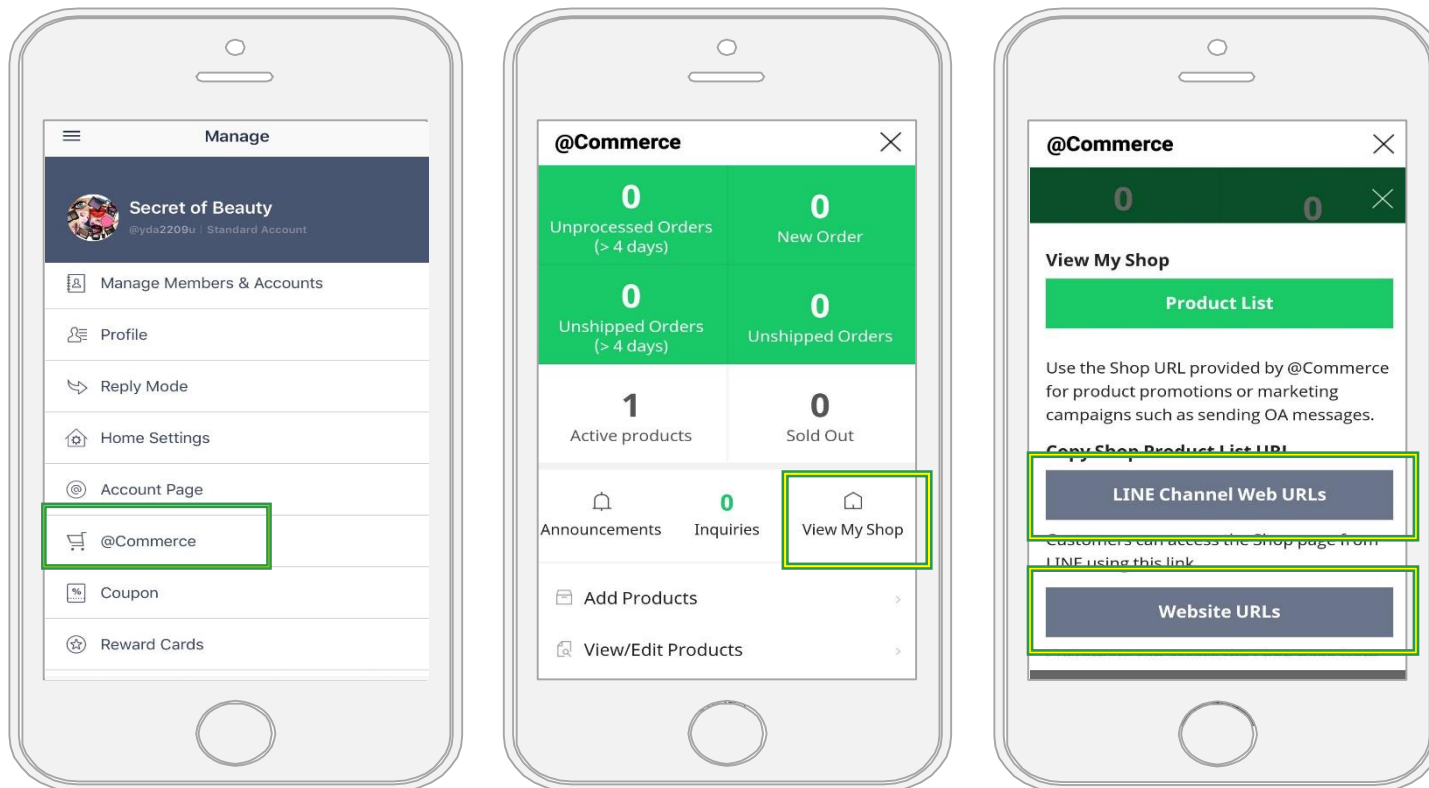 Manage
Secret of Beauty
@yda2209u | Standard Account
Manage Members & Accounts
Profile
Reply Mode
Home Settings
Account Page
@Commerce
Coupon
Reward Cards
@Commerce
0
Unprocessed Orders
(> 4 days)
0
New Order
0
Unshipped Orders
(> 4 days)
0
Unshipped Orders
1
Active products
0
Sold Out
Announcements
0
Inquiries
View My Shop
Add Products
View/Edit Products
@Commerce
0
0
View My Shop
Product List
Use the Shop URL provided by @Commerce
for product promotions or marketing
campaigns such as sending OA messages.
Copy Shop Product List URL
LINE Channel Web URLs
Customers can access the Shop page from
LINE using this link
Website URLs